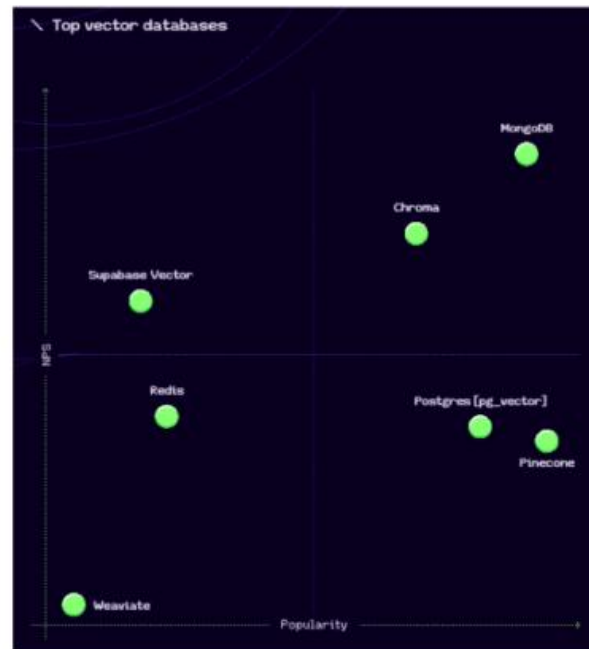 \ Top vector databases
MongoDB
Chroma
Supabase Vector
NPS
Redis
Postgres [pg_vector]
Pinecone
Weaviate
Popularity